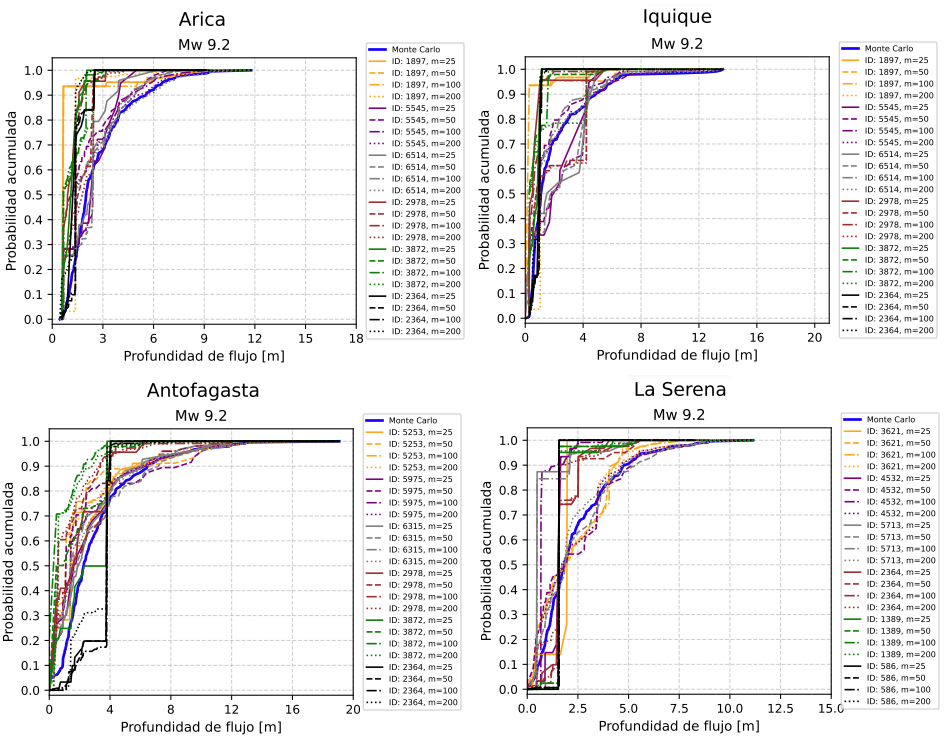 Arica
Mw 9.2
Probabilidad acumulada
1.0
0.9
0.8
0.7
0.6
0.5
0.4
0.3
0.2
0.1
0.0
0 3 6 9 12 15 18
Profundidad de flujo [m]
Monte Carlo
ID: 1897, m=25
ID: 1897, m=50
ID: 1897, m=100
ID: 1897, m=200
ID: 5545, m=25
ID: 5545, m=50
ID: 5545, m=100
ID: 5545, m=200
ID: 6514, m=25
ID: 6514, m=50
ID: 6514, m=100
ID: 6514, m=200
ID: 2978, m=25
ID: 2978, m=50
ID: 2978, m=100
ID: 2978, m=200
ID: 3872, m=25
ID: 3872, m=50
ID: 3872, m=100
ID: 3872, m=200
ID: 2364, m=25
ID: 2364, m=50
ID: 2364, m=100
ID: 2364, m=200
Iquique
Mw 9.2
Probabilidad acumulada
1.0
0.9
0.8
0.7
0.6
0.5
0.4
0.3
0.2
0.1
0.0
0 4 8 12 16 20
Profundidad de flujo [m]
Monte Carlo
ID: 1897, m=25
ID: 1897, m=50
ID: 1897, m=100
ID: 1897, m=200
ID: 5545, m=25
ID: 5545, m=50
ID: 5545, m=100
ID: 5545, m=200
ID: 6514, m=25
ID: 6514, m=50
ID: 6514, m=100
ID: 6514, m=200
ID: 2978, m=25
ID: 2978, m=50
ID: 2978, m=100
ID: 2978, m=200
ID: 3872, m=25
ID: 3872, m=50
ID: 3872, m=100
ID: 3872, m=200
ID: 2364, m=25
ID: 2364, m=50
ID: 2364, m=100
ID: 2364, m=200
Antofagasta
Mw 9.2
Probabilidad acumulada
1.0
0.9
0.8
0.7
0.6
0.5
0.4
0.3
0.2
0.1
0.0
0 4 8 12 16 20
Profundidad de flujo [m]
Monte Carlo
ID: 5253, m=25
ID: 5253, m=50
ID: 5253, m=100
ID: 5253, m=200
ID: 5975, m=25
ID: 5975, m=50
ID: 5975, m=100
ID: 5975, m=200
ID: 6315, m=25
ID: 6315, m=50
ID: 6315, m=100
ID: 6315, m=200
ID: 2978, m=25
ID: 2978, m=50
ID: 2978, m=100
ID: 2978, m=200
ID: 3872, m=25
ID: 3872, m=50
ID: 3872, m=100
ID: 3872, m=200
ID: 2364, m=25
ID: 2364, m=50
ID: 2364, m=100
ID: 2364, m=200
La Serena
Mw 9.2
Probabilidad acumulada
1.0
0.9
0.8
0.7
0.6
0.5
0.4
0.3
0.2
0.1
0.0
0.0 2.5 5.0 7.5 10.0 12.5 15.0
Profundidad de flujo [m]
Monte Carlo
ID: 3621, m=25
ID: 3621, m=50
ID: 3621, m=100
ID: 3621, m=200
ID: 4532, m=25
ID: 4532, m=50
ID: 4532, m=100
ID: 4532, m=200
ID: 5713, m=25
ID: 5713, m=50
ID: 5713, m=100
ID: 5713, m=200
ID: 2364, m=25
ID: 2364, m=50
ID: 2364, m=100
ID: 2364, m=200
ID: 1389, m=25
ID: 1389, m=50
ID: 1389, m=100
ID: 1389, m=200
ID: 586, m=25
ID: 586, m=50
ID: 586, m=100
ID: 586, m=200